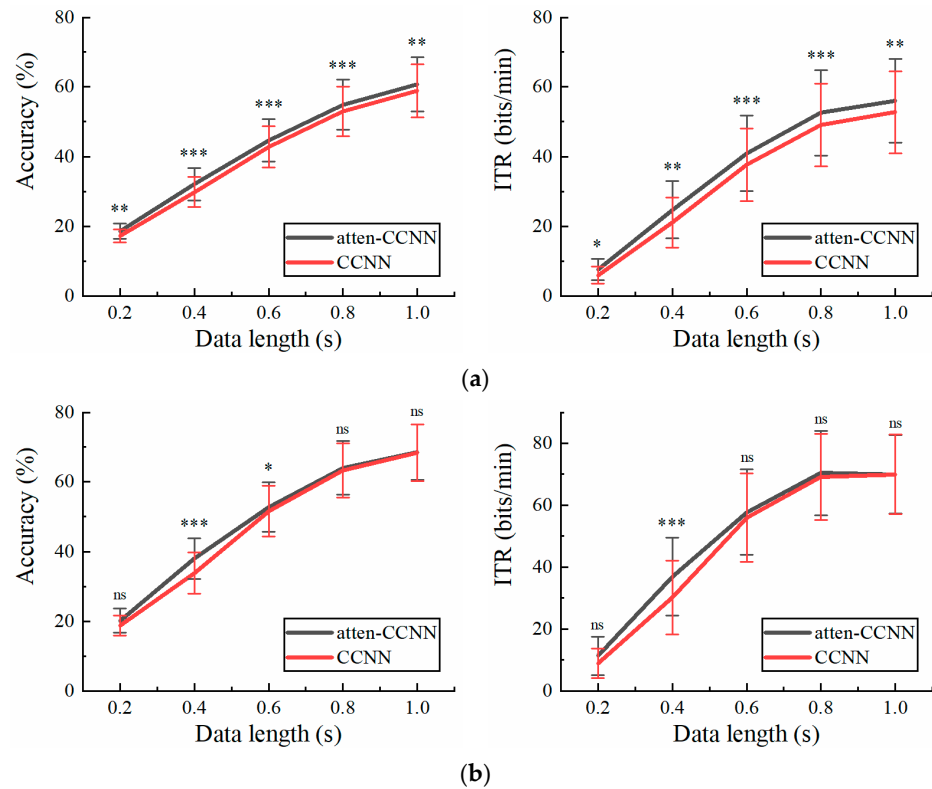 80
60
40
20
0
Accuracy (%)
**
***
***
***
**
atten-CCNN
CCNN
0.2 0.4 0.6 0.8 1.0
Data length (s)
80
60
40
20
0
ITR (bits/min)
*
**
***
***
**
atten-CCNN
CCNN
0.2 0.4 0.6 0.8 1.0
Data length (s)
(a)
80
60
40
20
0
Accuracy (%)
ns
***
*
ns
ns
atten-CCNN
CCNN
0.2 0.4 0.6 0.8 1.0
Data length (s)
80
60
40
20
0
ITR (bits/min)
ns
***
ns
ns
ns
atten-CCNN
CCNN
0.2 0.4 0.6 0.8 1.0
Data length (s)
(b)